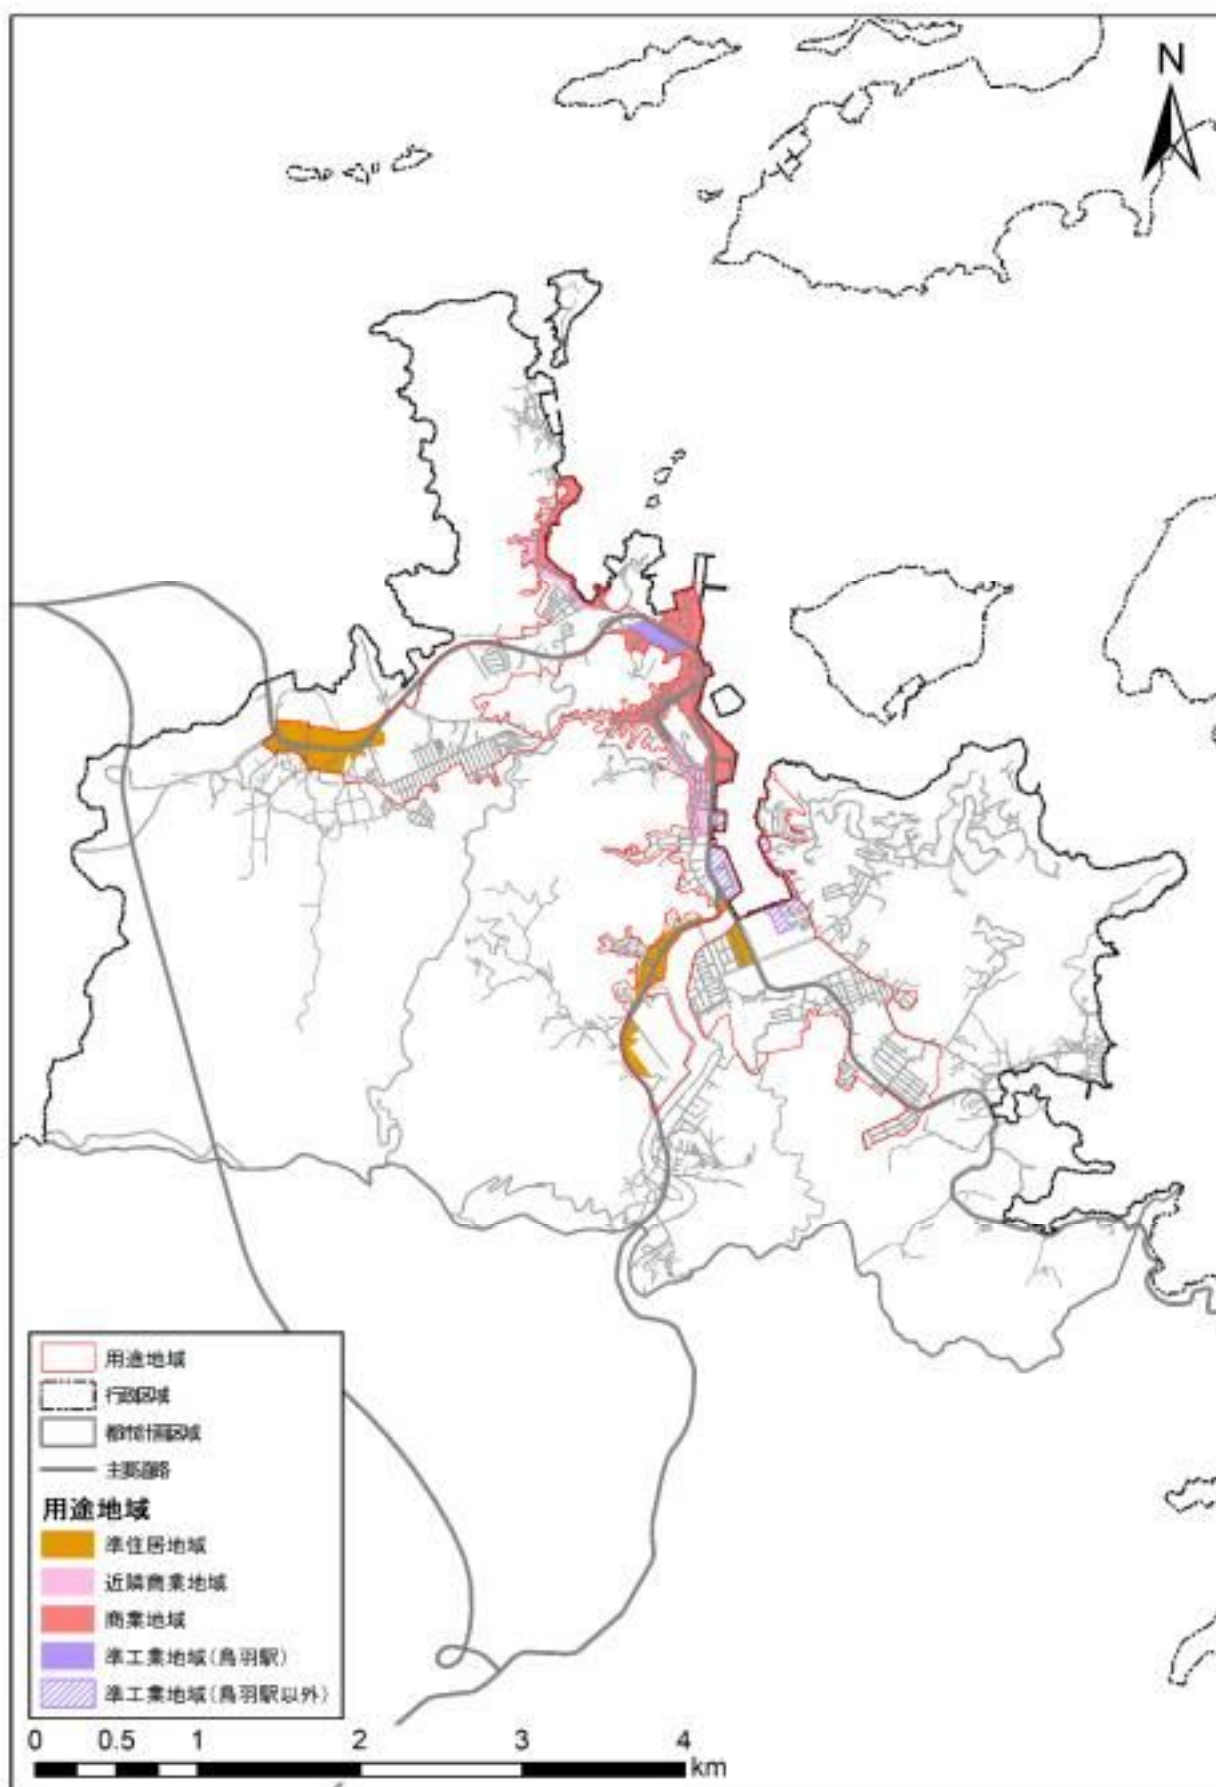 N
用途地域
行政区域
都市計画区域
主要道路
用途地域
準住居地域
近隣商業地域
商業地域
準工業地域(鳥羽駅)
準工業地域(鳥羽駅以外)
0 0.5 1 2 3 4
km